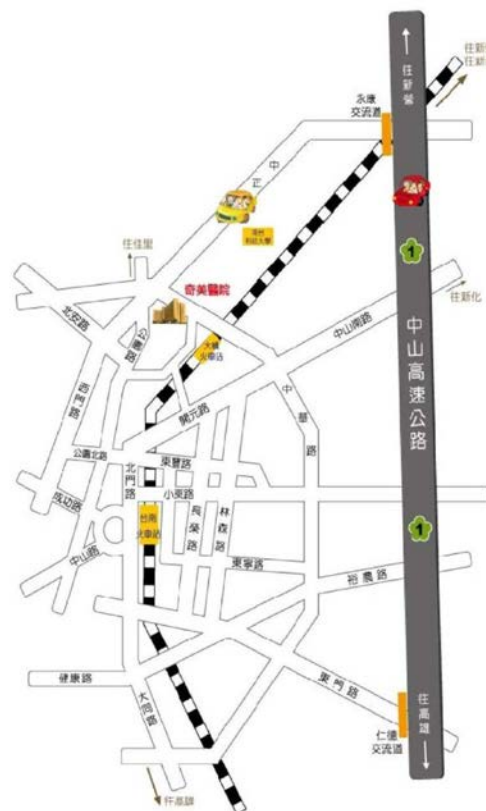 往新營
永康
交流道
中
正
南台
科技大學
往佳里
1
奇美醫院
北安路
公園路
往新化
中山南路
大橋
火車站
中山高速公路
西門路
開元路
中華路
公園北路
北門路
東豐路
小東路
成功路
長榮路
林森路
台南
火車站
1
中山路
東寧路
裕農路
健康路
東門路
大同路
往高雄
仁德
交流道
往高雄